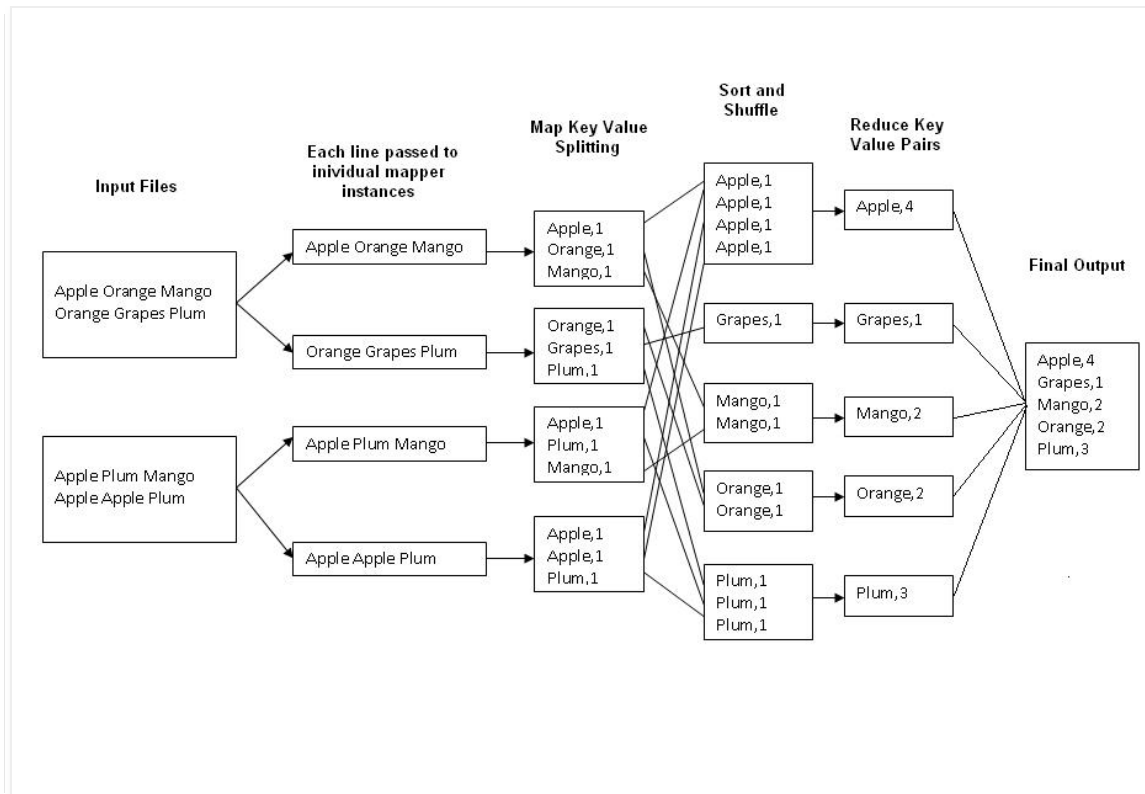 Input Files
Apple Orange Mango
Orange Grapes Plum
Apple Plum Mango
Apple Apple Plum
Each line passed to
inividual mapper
instances
Apple Orange Mango
Orange Grapes Plum
Apple Plum Mango
Apple Apple Plum
Map Key Value
Splitting
Apple,1
Orange,1
Mango,1
Orange,1
Grapes,1
Plum,1
Apple,1
Plum,1
Mango,1
Apple,1
Apple,1
Plum,1
Sort and
Shuffle
Apple,1
Apple,1
Apple,1
Apple,1
Grapes,1
Mango,1
Mango,1
Orange,1
Orange,1
Plum,1
Plum,1
Plum,1
Reduce Key
Value Pairs
Apple,4
Grapes,1
Mango,2
Orange,2
Plum,3
Final Output
Apple,4
Grapes,1
Mango,2
Orange,2
Plum,3